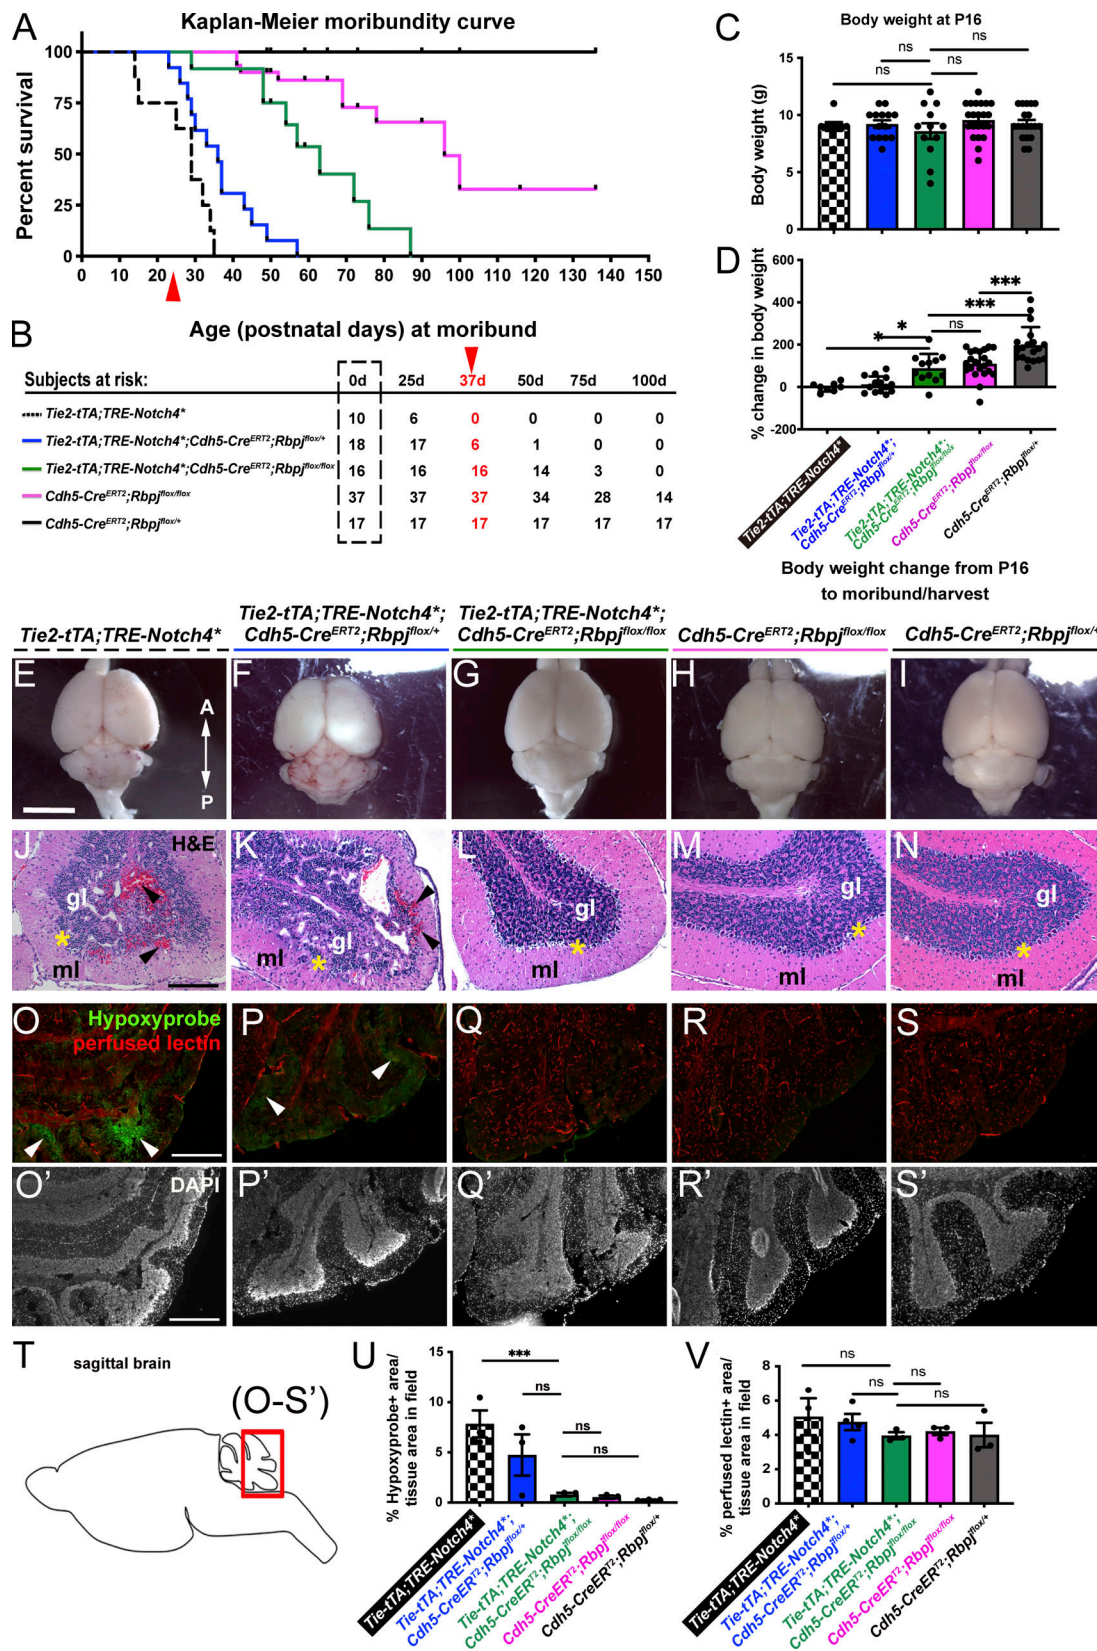 A
Kaplan-Meier moribundity curve
Percent survival
100
75
50
25
0
0 10 20 30 40 50 60 70 80 90 100 110 120 130 140 150
Age (postnatal days) at moribund
B
Subjects at risk: 0d 25d 37d 50d 75d 100d
Tie2-tTA;TRE-Notch4* 10 6 0 0 0 0
Tie2-tTA;TRE-Notch4*;Cdh5-CreERT2;Rbpjflox/+ 18 17 6 1 0 0
Tie2-tTA;TRE-Notch4*;Cdh5-CreERT2;Rbpjflox/flox 16 16 16 14 3 0
Cdh5-CreERT2;Rbpjflox/flox 37 37 37 34 28 14
Cdh5-CreERT2;Rbpjflox/+ 17 17 17 17 17 17
C
Body weight at P16
Body weight (g)
15
10
5
0
ns
ns
ns
ns
D
% change in body weight
600
400
200
0
-200
*
*
ns
***
***
Tie2-tTA;TRE-Notch4*
Tie2-tTA;TRE-Notch4*;
Cdh5-CreERT2;Rbpjflox/+
Tie2-tTA;TRE-Notch4*;
Cdh5-CreERT2;Rbpjflox/flox
Cdh5-CreERT2;Rbpjflox/flox
Cdh5-CreERT2;Rbpjflox/+
Body weight change from P16
to moribund/harvest
Tie2-tTA;TRE-Notch4*
Tie2-tTA;TRE-Notch4*;
Cdh5-CreERT2;Rbpjflox/+
Tie2-tTA;TRE-Notch4*;
Cdh5-CreERT2;Rbpjflox/flox
Cdh5-CreERT2;Rbpjflox/flox
Cdh5-CreERT2;Rbpjflox/+
E
A
P
F
G
H
I
J
H&E
gl
*
ml
K
gl
*
ml
L
gl
*
ml
M
gl
*
ml
N
gl
*
ml
O
Hypoxyprobe
perfused lectin
P
Q
R
S
O'
DAPI
P'
Q'
R'
S'
T
sagittal brain
(O-S')
U
% Hypoxyprobe+ area/
tissue area in field
15
10
5
0
***
ns
ns
ns
Tie-tTA;TRE-Notch4*
Tie-tTA;TRE-Notch4*;
Cdh5-CreERT2;Rbpjflox/+
Tie-tTA;TRE-Notch4*;
Cdh5-CreERT2;Rbpjflox/flox
Cdh5-CreERT2;Rbpjflox/flox
Cdh5-CreERT2;Rbpjflox/+
V
% perfused lectin+ area/
tissue area in field
8
6
4
2
0
ns
ns
ns
ns
Tie-tTA;TRE-Notch4*
Tie-tTA;TRE-Notch4*;
Cdh5-CreERT2;Rbpjflox/+
Tie-tTA;TRE-Notch4*;
Cdh5-CreERT2;Rbpjflox/flox
Cdh5-CreERT2;Rbpjflox/flox
Cdh5-CreERT2;Rbpjflox/+